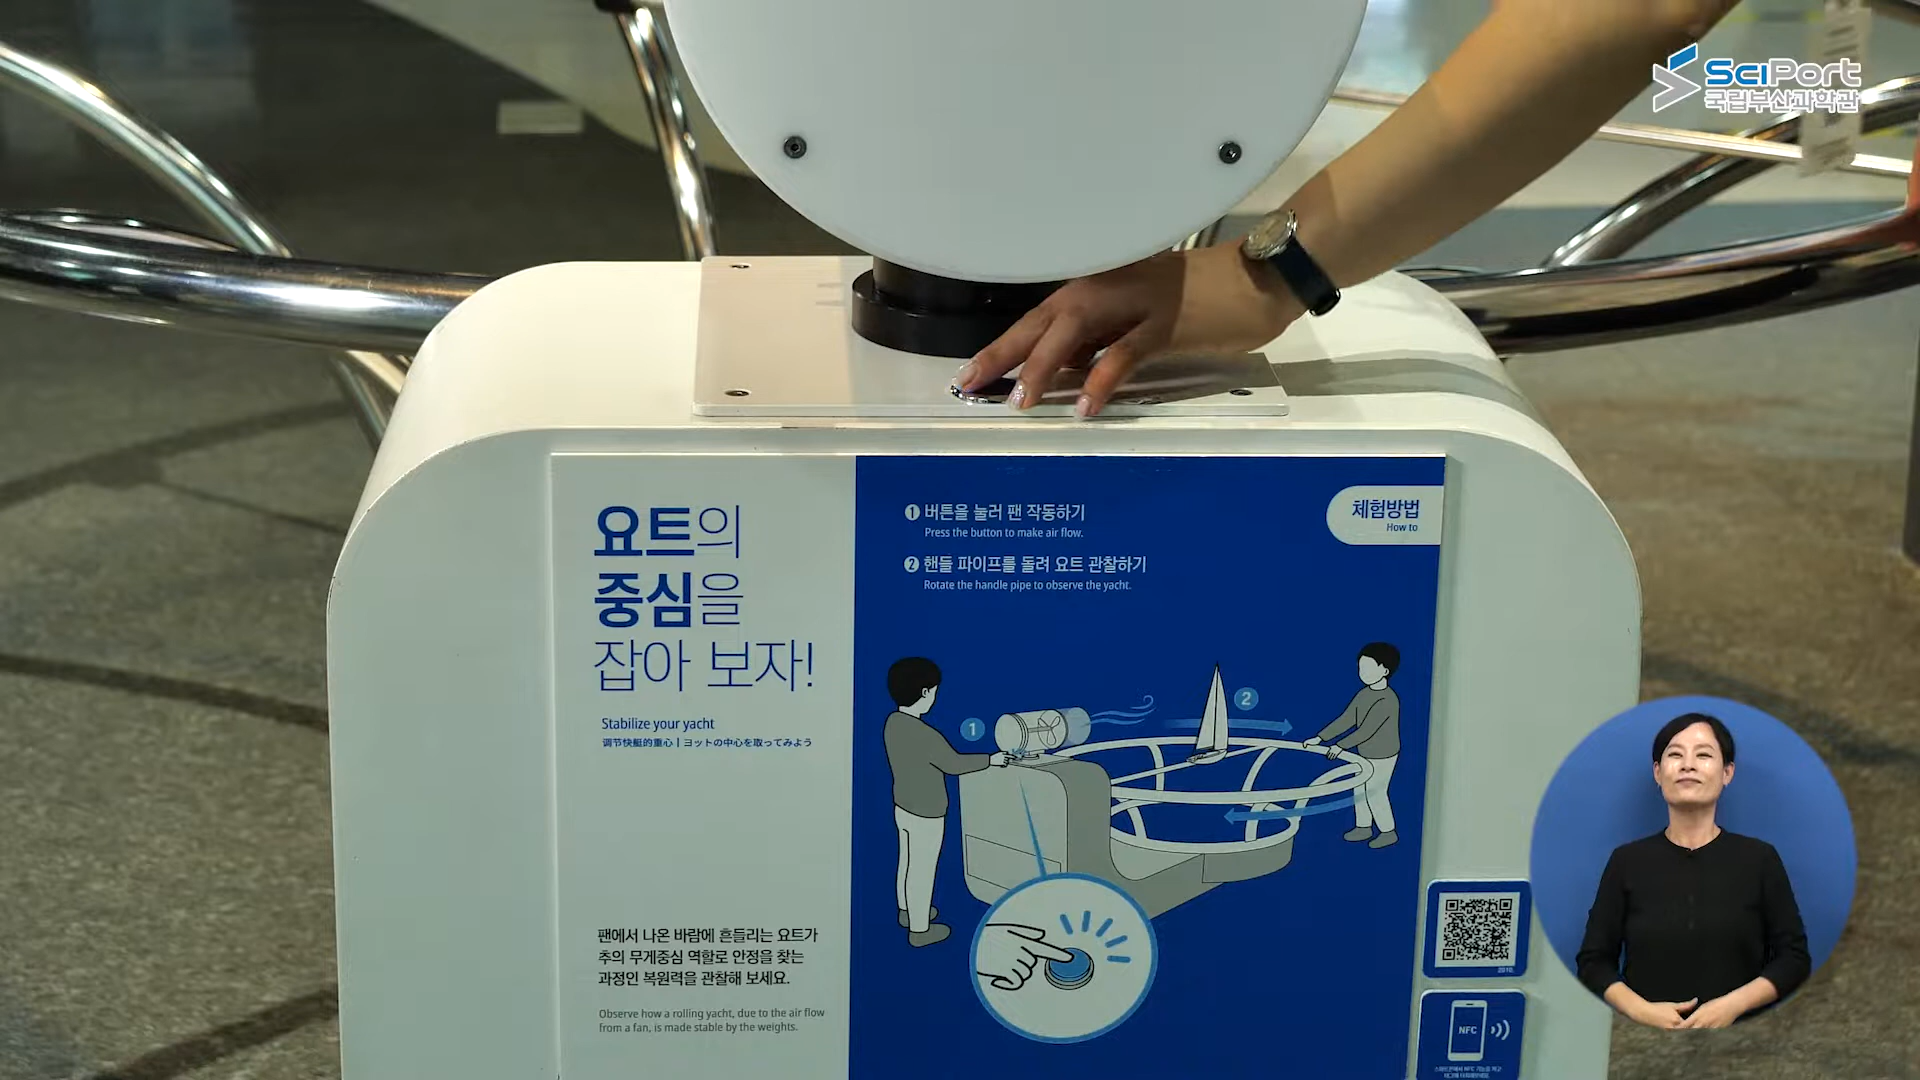 SciPort
국립부산과학관
요트의
중심을
잡아 보자!
Stabilize your yacht
调节快艇的重心 | ヨットの中心を取ってみよう
팬에서 나온 바람에 흔들리는 요트가
추의 무게중심 역할로 안정을 찾는
과정인 복원력을 관찰해 보세요.
Observe how a rolling yacht, due to the air flow
from a fan, is made stable by the weights.
체험방법
How to
1 버튼을 눌러 팬 작동하기
Press the button to make air flow.
2 핸들 파이프를 돌려 요트 관찰하기
Rotate the handle pipe to observe the yacht.
1
2
NFC